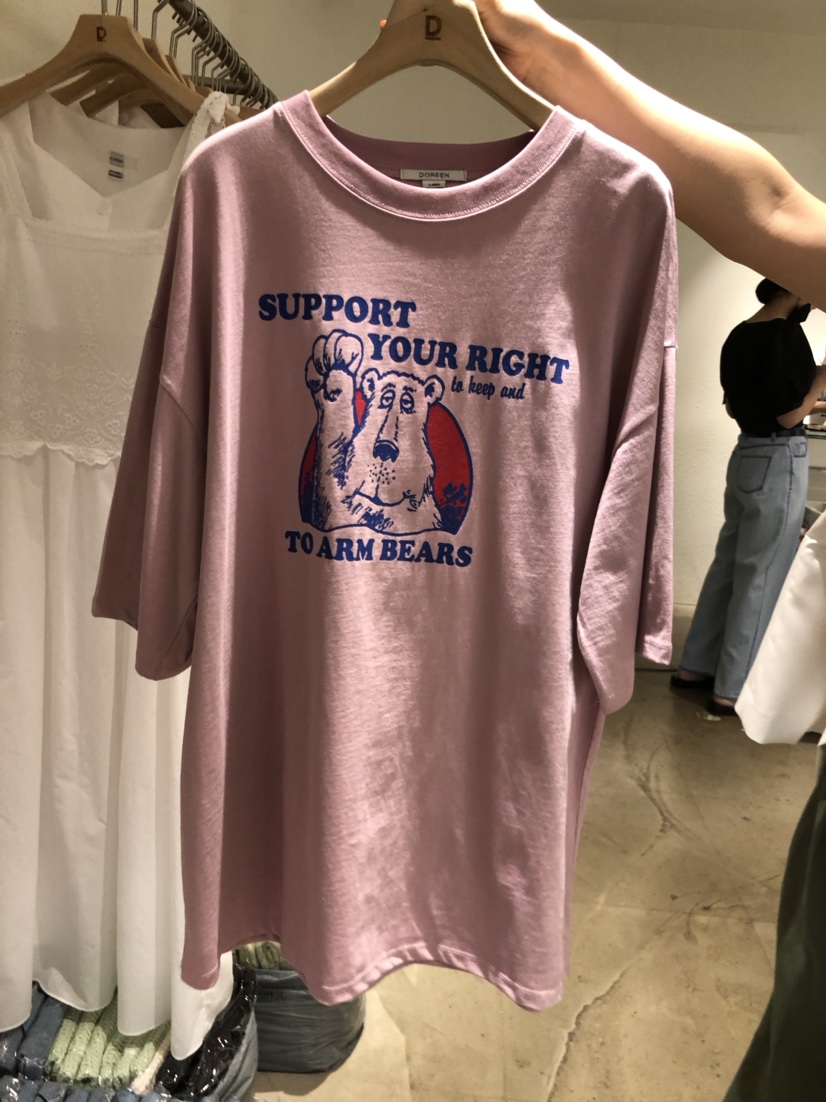 D
D
DOREEN
SUPPORT
YOUR RIGHT
to keep and
TO ARM BEARS